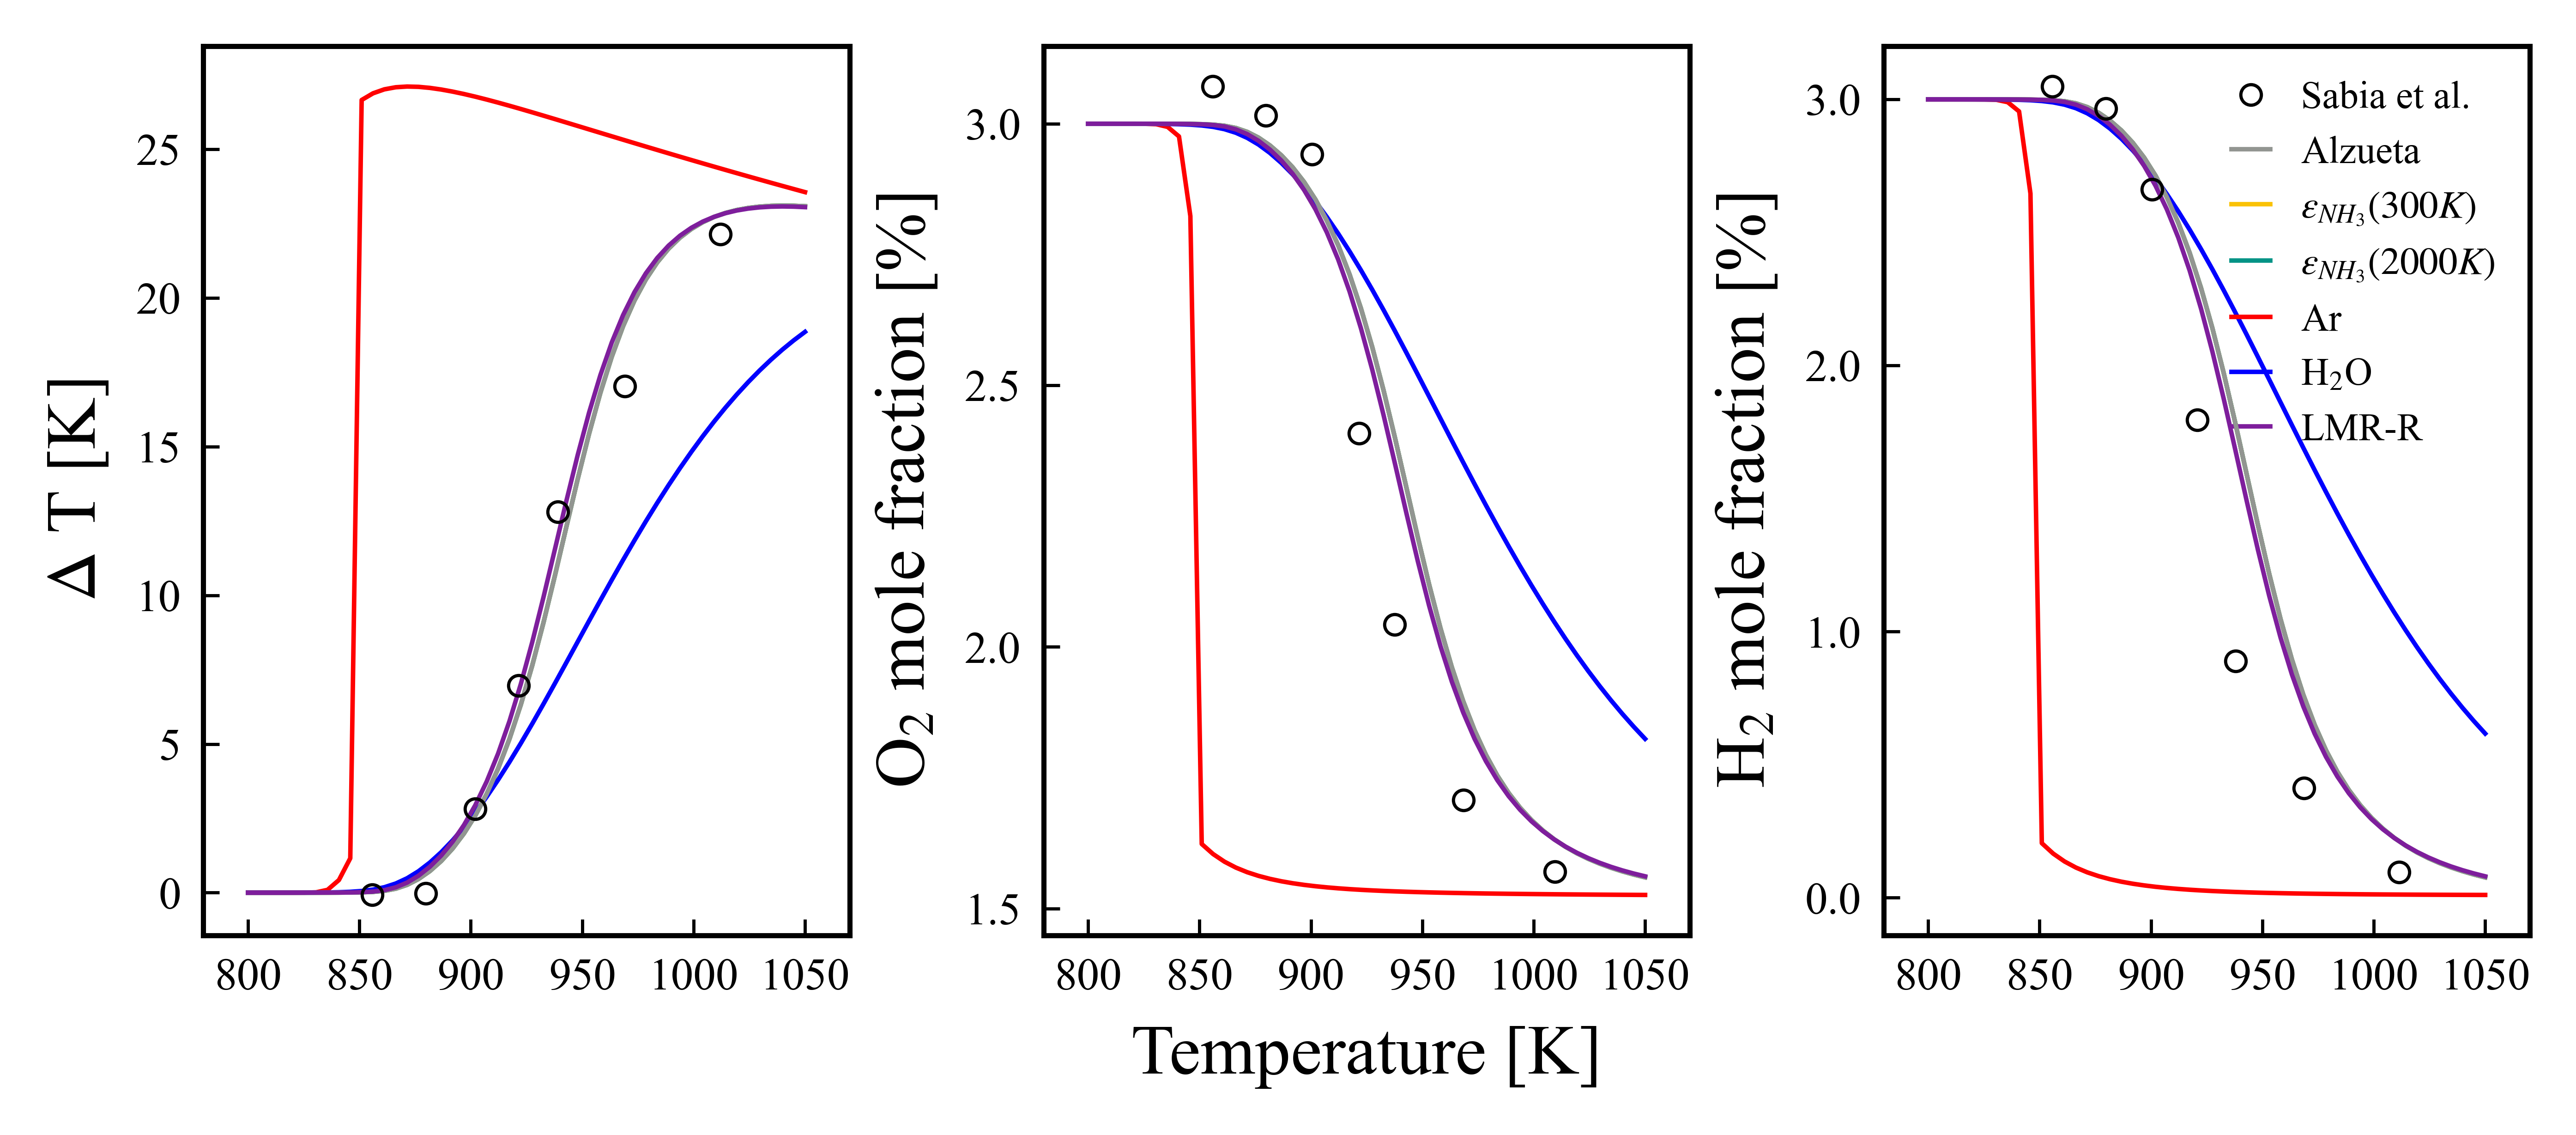 Δ T [K]
25
20
15
10
5
0
800 850 900 950 1000 1050
O₂ mole fraction [%]
3.0
2.5
2.0
1.5
800 850 900 950 1000 1050
H₂ mole fraction [%]
3.0
2.0
1.0
0.0
800 850 900 950 1000 1050
Sabia et al.
Alzueta
ε_NH₃(300K)
ε_NH₃(2000K)
Ar
H₂O
LMR-R
Temperature [K]